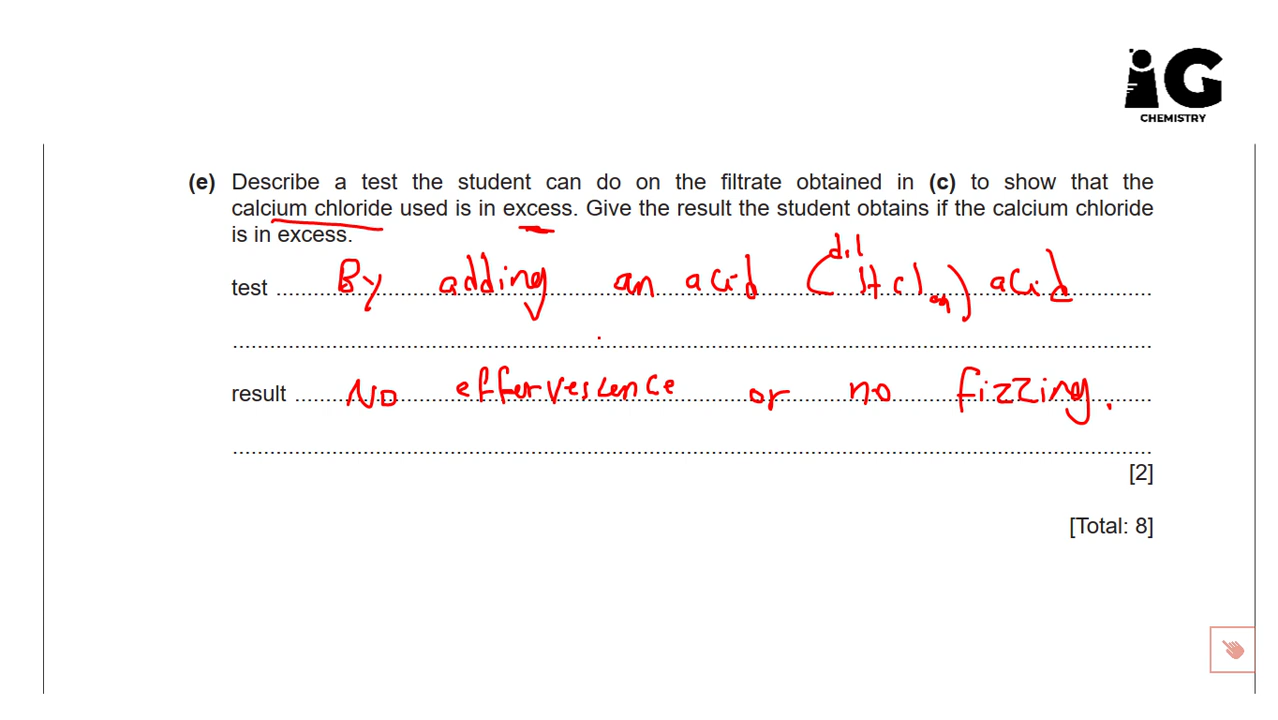 iG
CHEMISTRY
(e) Describe a test the student can do on the filtrate obtained in (c) to show that the
calcium chloride used is in excess. Give the result the student obtains if the calcium chloride
is in excess.
dil
test By adding an acid (HCl(aq)) acid
result No effervescence or no fizzing.
[2]
[Total: 8]